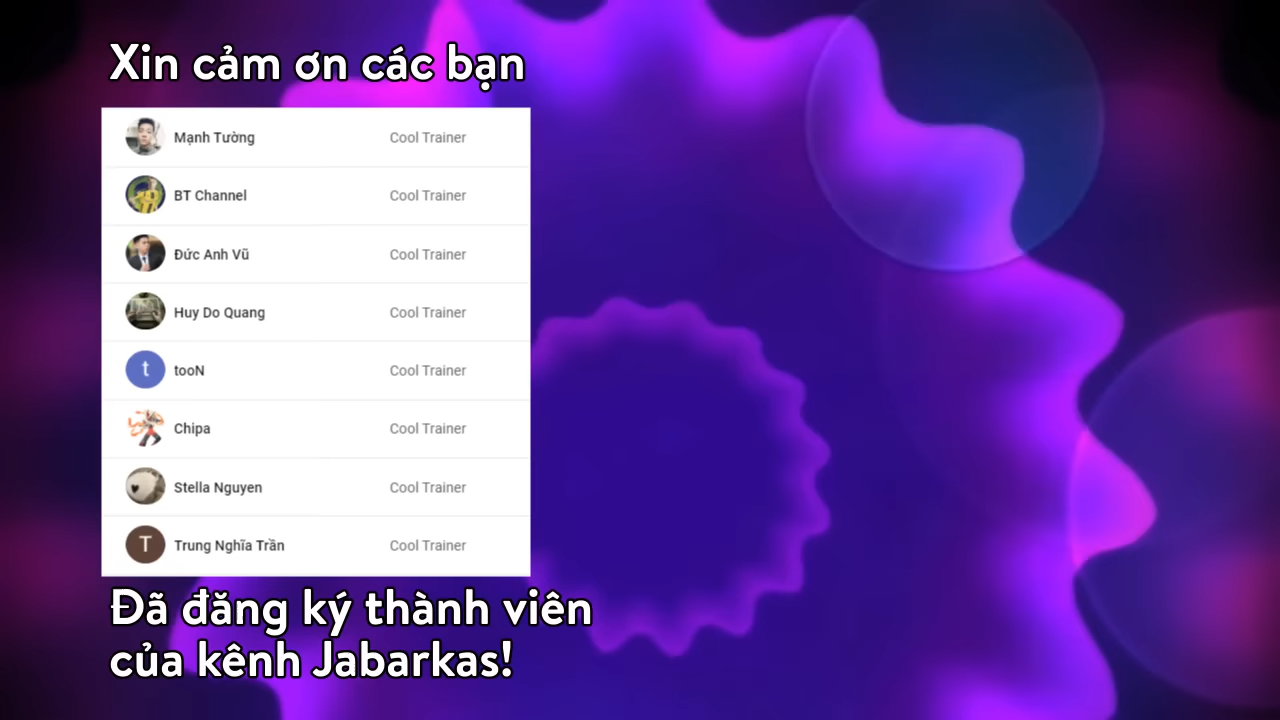 Xin cảm ơn các bạn
Mạnh Tường Cool Trainer
BT Channel Cool Trainer
Đức Anh Vũ Cool Trainer
Huy Do Quang Cool Trainer
t tooN Cool Trainer
Chipa Cool Trainer
Stella Nguyen Cool Trainer
T Trung Nghĩa Trần Cool Trainer
Đã đăng ký thành viên
của kênh Jabarkas!